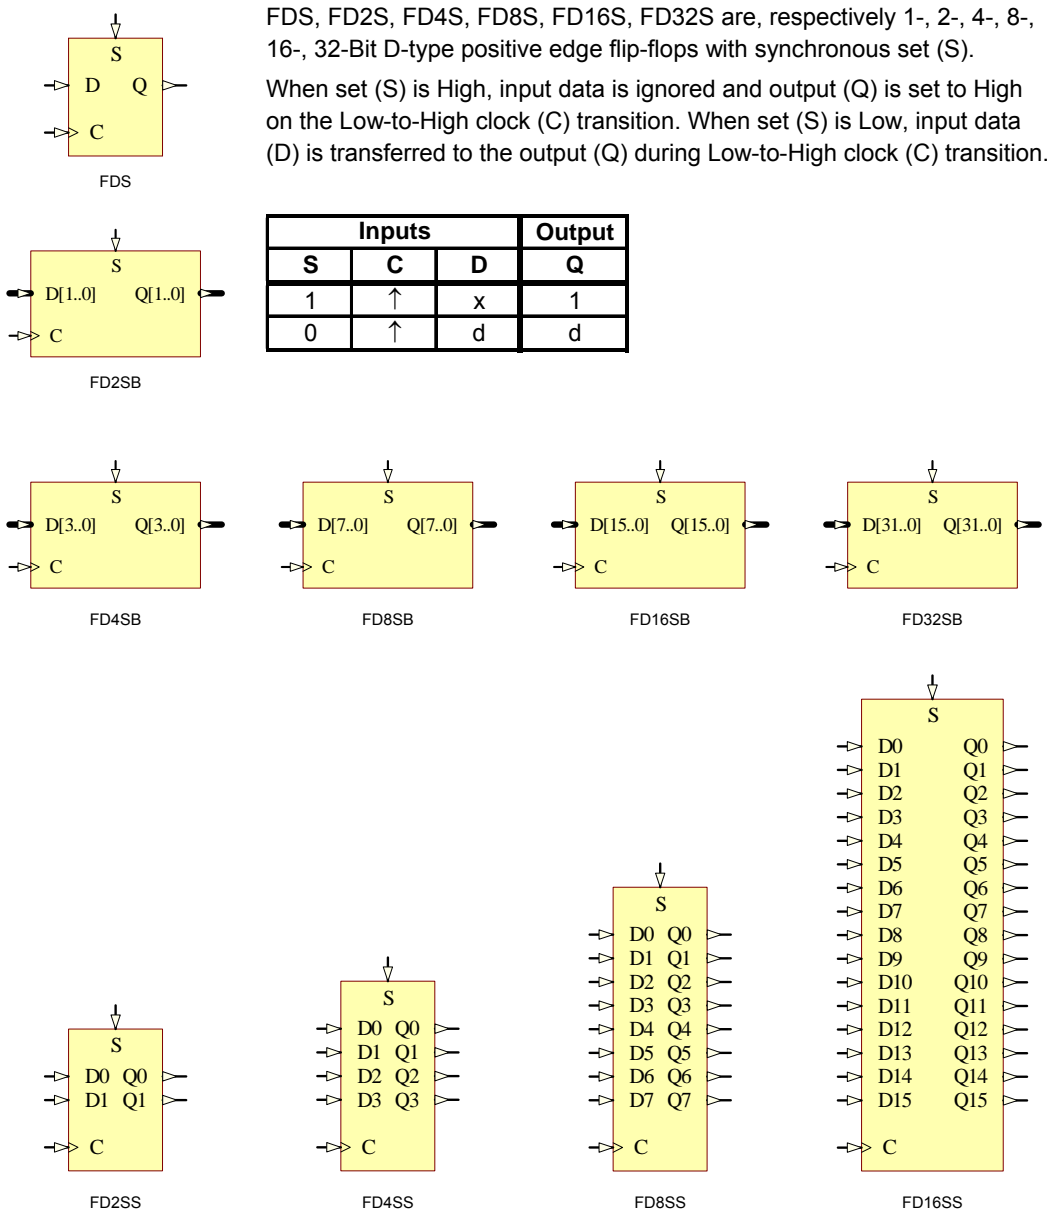 FDS, FD2S, FD4S, FD8S, FD16S, FD32S are, respectively 1-, 2-, 4-, 8-,
16-, 32-Bit D-type positive edge flip-flops with synchronous set (S).
When set (S) is High, input data is ignored and output (Q) is set to High
on the Low-to-High clock (C) transition. When set (S) is Low, input data
(D) is transferred to the output (Q) during Low-to-High clock (C) transition.
S
D Q
C
FDS
S
D[1..0] Q[1..0]
C
FD2SB
Inputs Output
S C D Q
1 ↑ x 1
0 ↑ d d
S
D[3..0] Q[3..0]
C
FD4SB
S
D[7..0] Q[7..0]
C
FD8SB
S
D[15..0] Q[15..0]
C
FD16SB
S
D[31..0] Q[31..0]
C
FD32SB
S
D0 Q0
D1 Q1
C
FD2SS
S
D0 Q0
D1 Q1
D2 Q2
D3 Q3
C
FD4SS
S
D0 Q0
D1 Q1
D2 Q2
D3 Q3
D4 Q4
D5 Q5
D6 Q6
D7 Q7
C
FD8SS
S
D0 Q0
D1 Q1
D2 Q2
D3 Q3
D4 Q4
D5 Q5
D6 Q6
D7 Q7
D8 Q8
D9 Q9
D10 Q10
D11 Q11
D12 Q12
D13 Q13
D14 Q14
D15 Q15
C
FD16SS